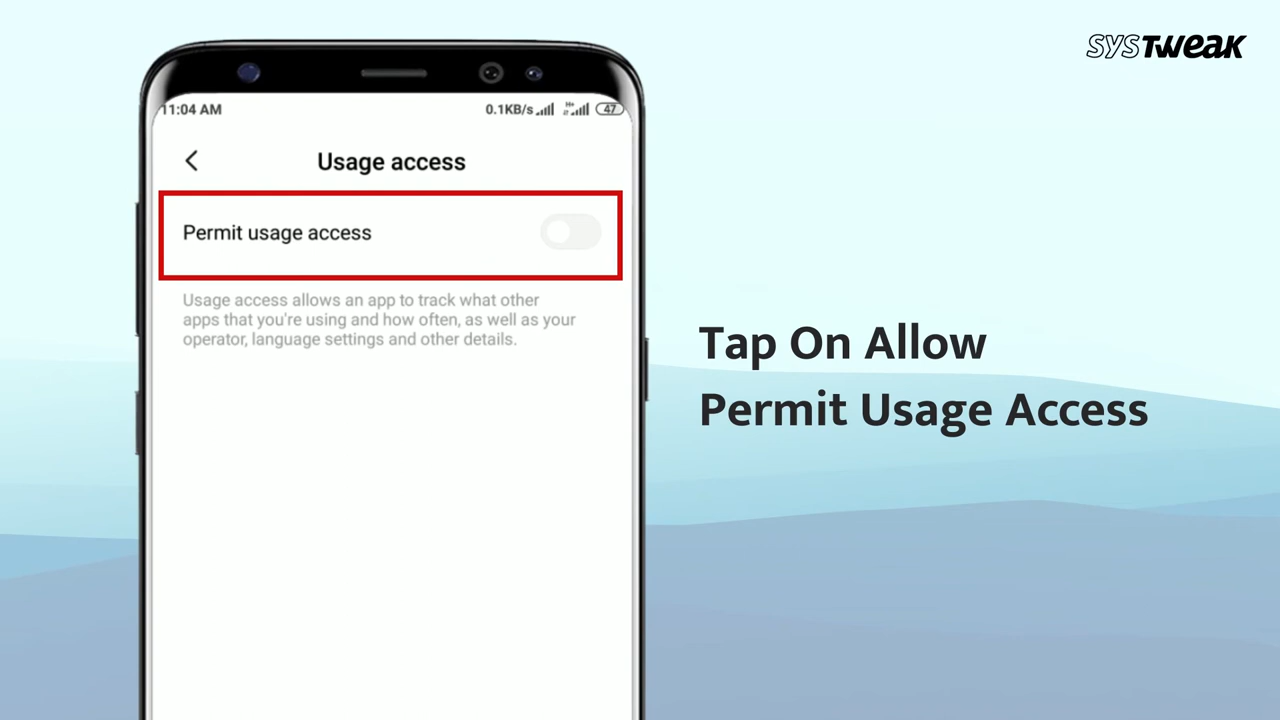 SYSTweak
11:04 AM
0.1KB/s
H+
47
Usage access
Permit usage access
Usage access allows an app to track what other
apps that you're using and how often, as well as your
operator, language settings and other details.
Tap On Allow
Permit Usage Access